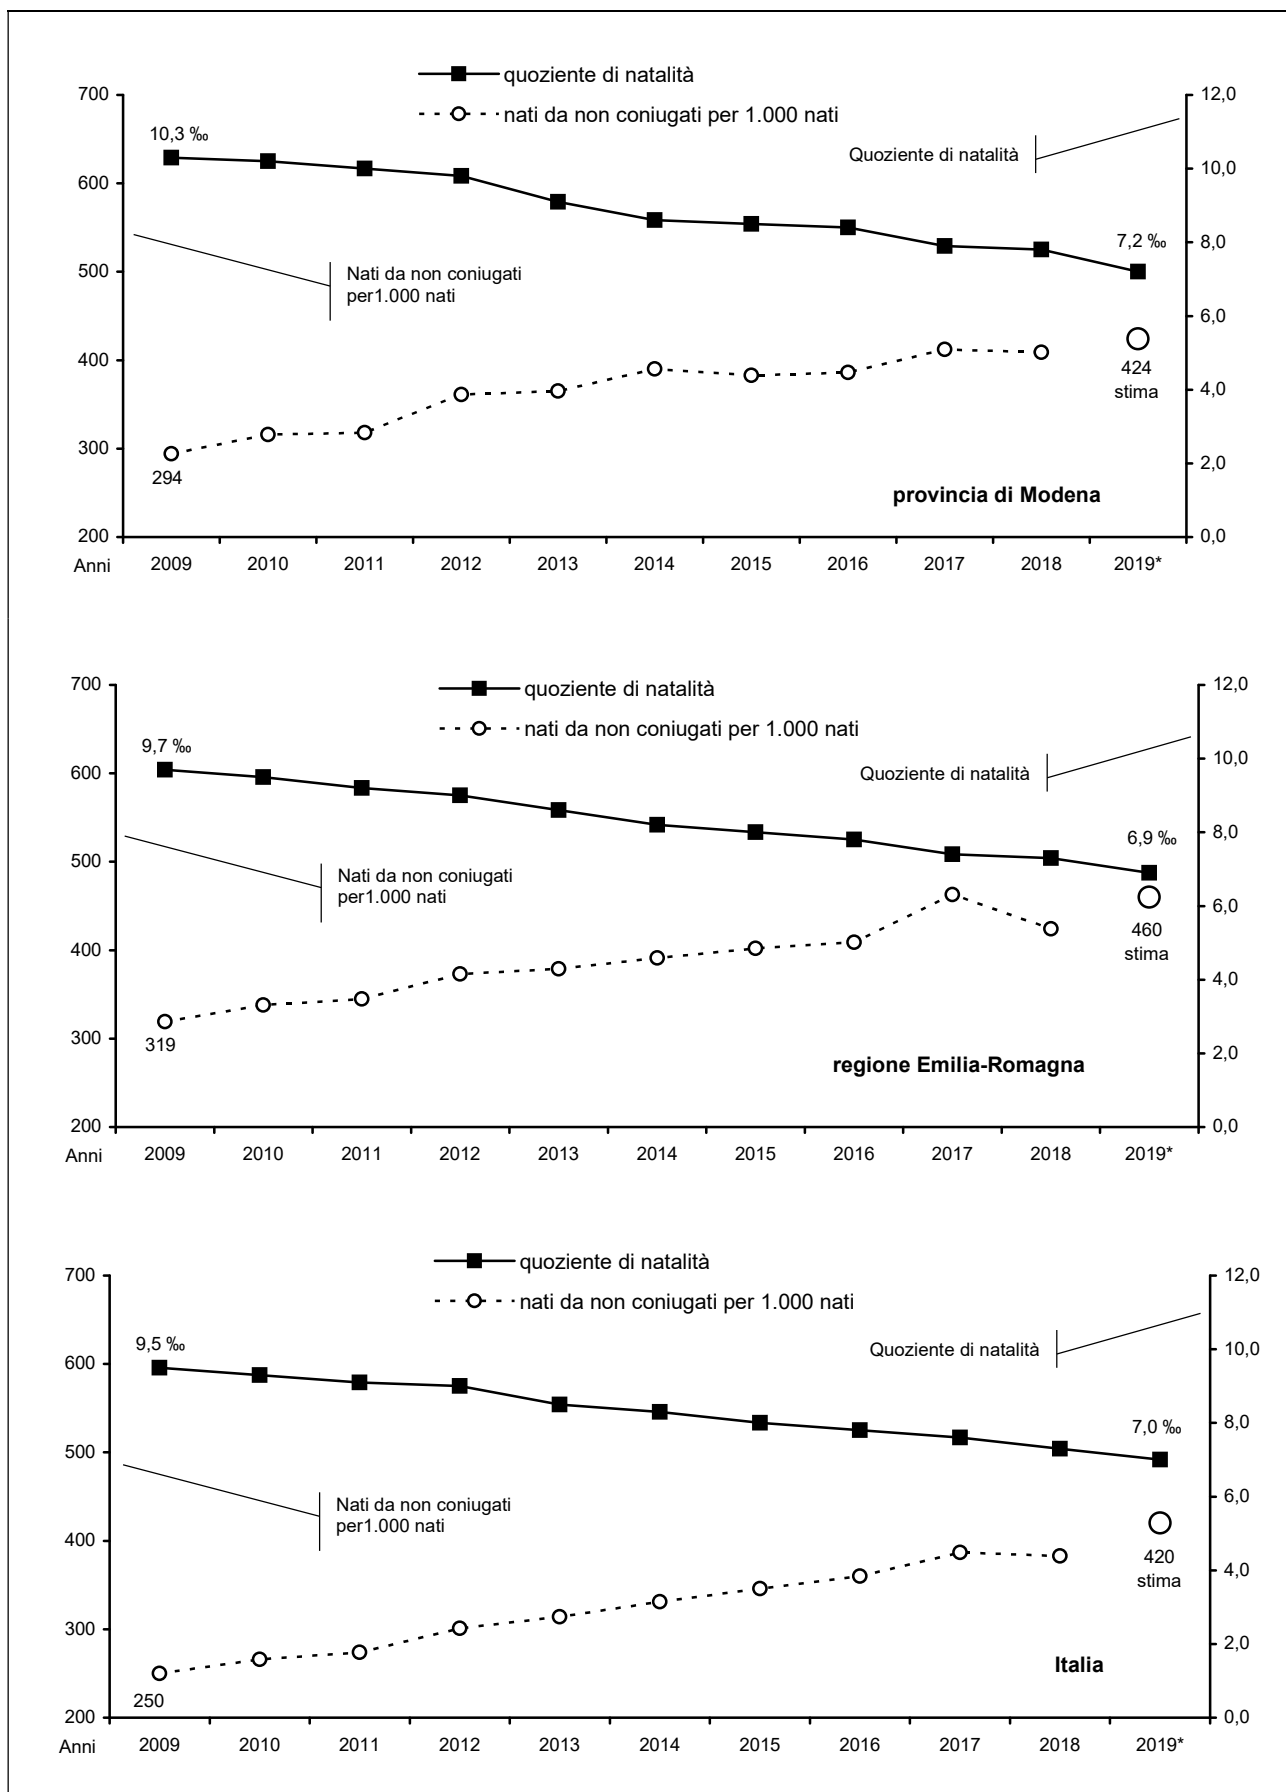 quoziente di natalità
nati da non coniugati per 1.000 nati
700
600
500
400
300
200
12,0
10,0
8,0
6,0
4,0
2,0
0,0
10,3 ‰
Quoziente di natalità
7,2 ‰
Nati da non coniugati
per1.000 nati
424
stima
294
provincia di Modena
Anni 2009 2010 2011 2012 2013 2014 2015 2016 2017 2018 2019*
quoziente di natalità
nati da non coniugati per 1.000 nati
700
600
500
400
300
200
12,0
10,0
8,0
6,0
4,0
2,0
0,0
9,7 ‰
Quoziente di natalità
6,9 ‰
Nati da non coniugati
per1.000 nati
460
stima
319
regione Emilia-Romagna
Anni 2009 2010 2011 2012 2013 2014 2015 2016 2017 2018 2019*
quoziente di natalità
nati da non coniugati per 1.000 nati
700
600
500
400
300
200
12,0
10,0
8,0
6,0
4,0
2,0
0,0
9,5 ‰
Quoziente di natalità
7,0 ‰
Nati da non coniugati
per1.000 nati
420
stima
250
Italia
Anni 2009 2010 2011 2012 2013 2014 2015 2016 2017 2018 2019*